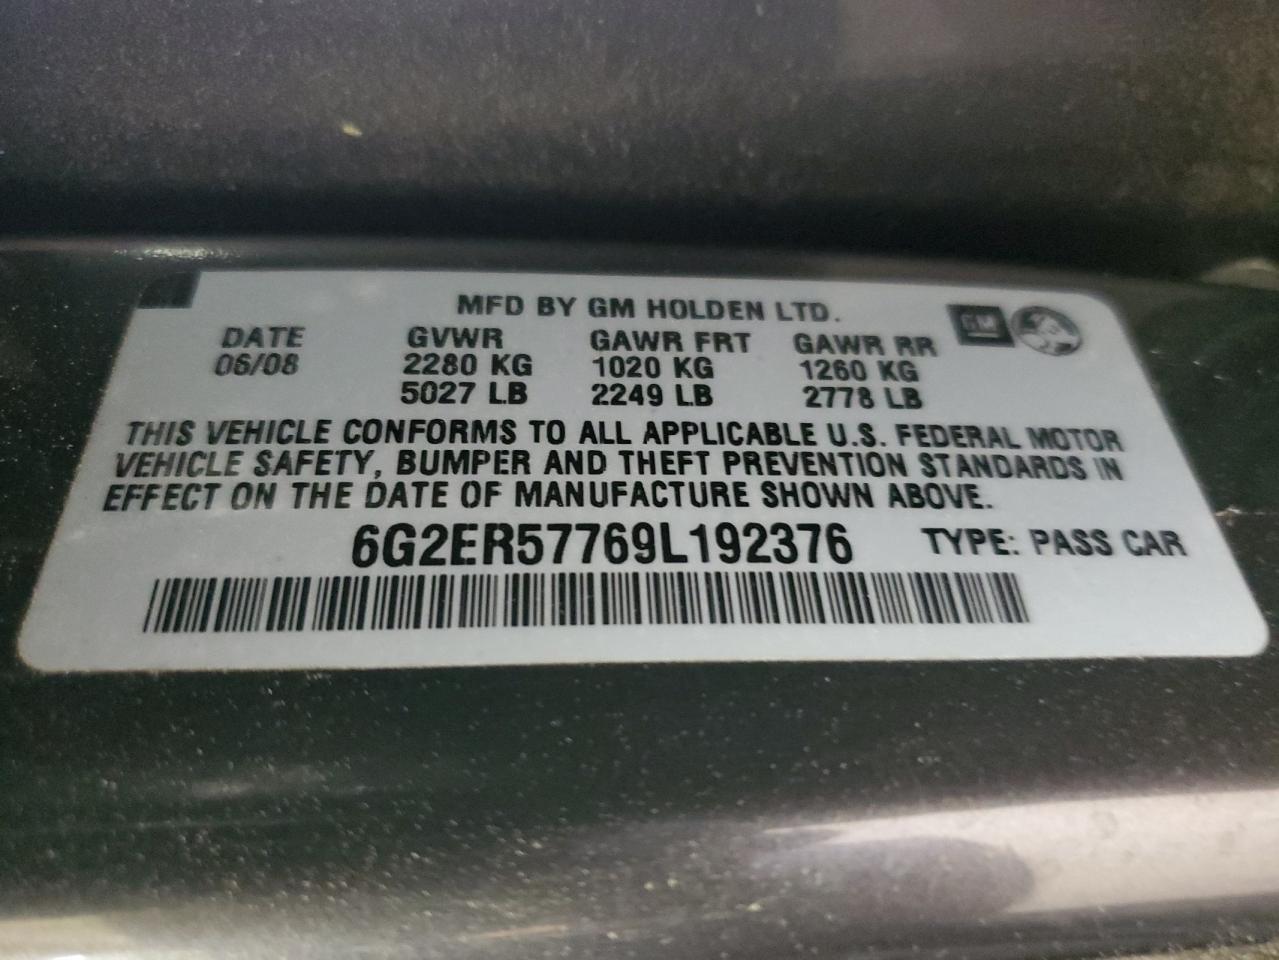 MFD BY GM HOLDEN LTD.
GM
DATE GVWR GAWR FRT GAWR RR
06/08 2280 KG 1020 KG 1260 KG
5027 LB 2249 LB 2778 LB
THIS VEHICLE CONFORMS TO ALL APPLICABLE U.S. FEDERAL MOTOR
VEHICLE SAFETY, BUMPER AND THEFT PREVENTION STANDARDS IN
EFFECT ON THE DATE OF MANUFACTURE SHOWN ABOVE.
6G2ER57769L192376 TYPE: PASS CAR